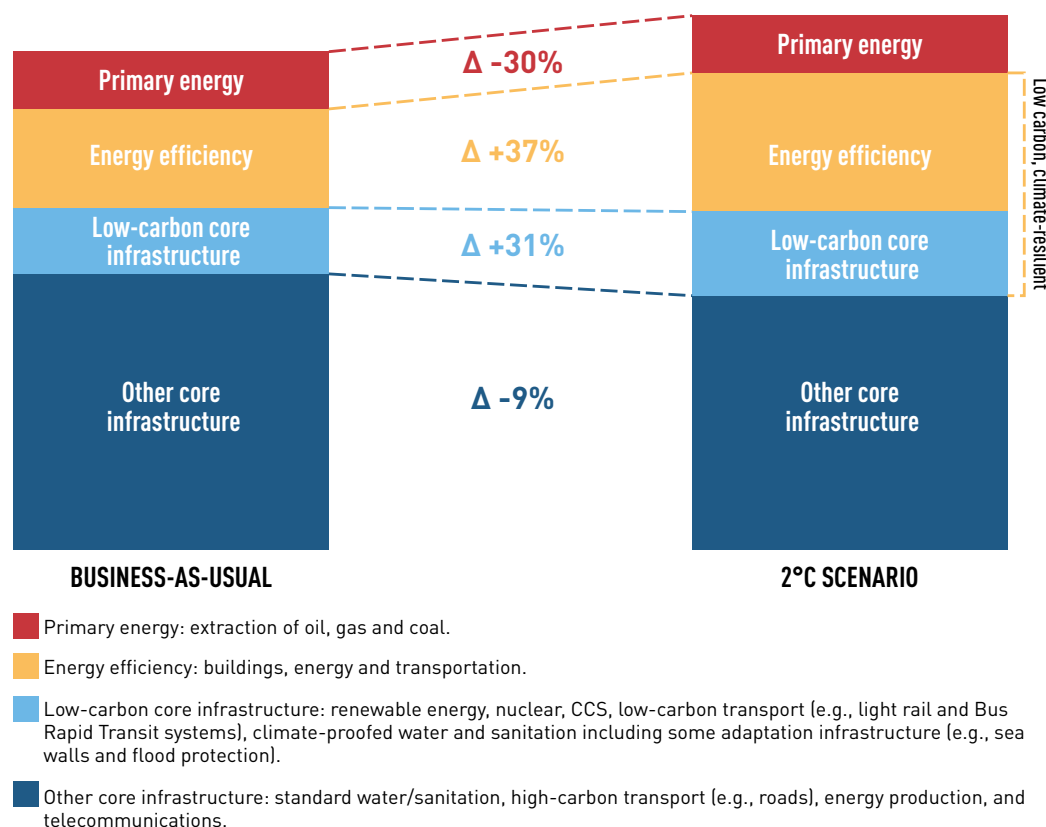 Primary energy
Δ -30%
Primary energy
Energy efficiency
Δ +37%
Energy efficiency
Low-carbon core
infrastructure
Δ +31%
Low-carbon core
infrastructure
Other core
infrastructure
Δ -9%
Other core
infrastructure
Low carbon, climate-resilient
BUSINESS-AS-USUAL
2°C SCENARIO
Primary energy: extraction of oil, gas and coal.
Energy efficiency: buildings, energy and transportation.
Low-carbon core infrastructure: renewable energy, nuclear, CCS, low-carbon transport (e.g., light rail and Bus
Rapid Transit systems), climate-proofed water and sanitation including some adaptation infrastructure (e.g., sea
walls and flood protection).
Other core infrastructure: standard water/sanitation, high-carbon transport (e.g., roads), energy production, and
telecommunications.